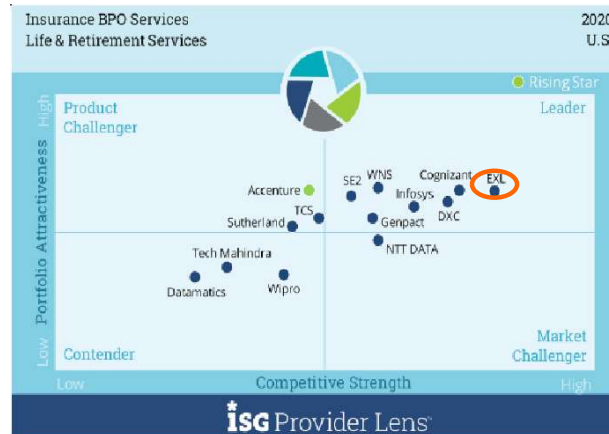 Insurance BPO Services
2020
Life & Retirement Services
U.S
Rising Star
High
Product
Challenger
Leader
Portfolio Attractiveness
Accenture
SE2
WNS
Cognizant
EXL
Infosys
DXC
TCS
Sutherland
Genpact
NTT DATA
Tech Mahindra
Datamatics
Wipro
Low
Contender
Market
Challenger
Low
Competitive Strength
High
ISG Provider Lens